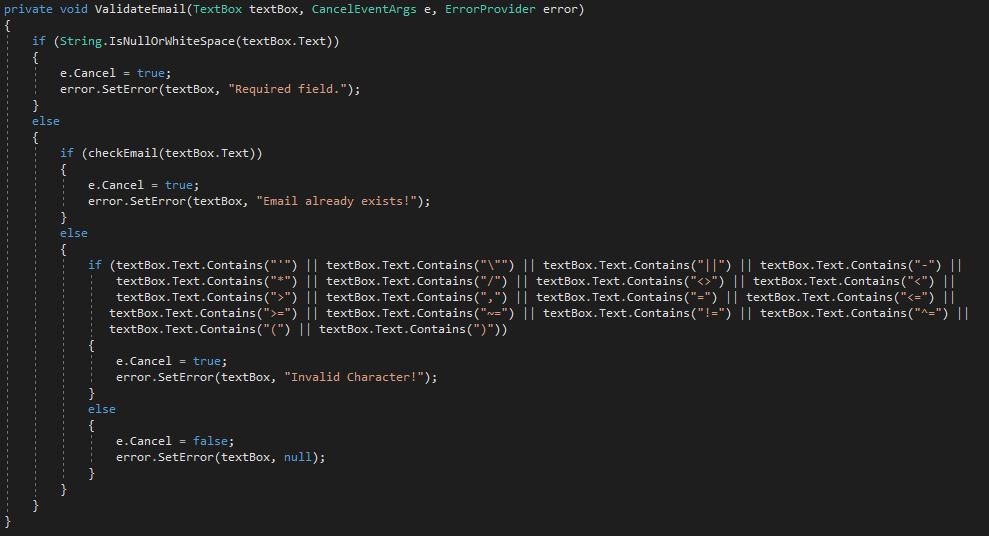 private void ValidateEmail(TextBox textBox, CancelEventArgs e, ErrorProvider error)
{
if (String.IsNullOrWhiteSpace(textBox.Text))
{
e.Cancel = true;
error.SetError(textBox, "Required field.");
}
else
{
if (checkEmail(textBox.Text))
{
e.Cancel = true;
error.SetError(textBox, "Email already exists!");
}
else
{
if (textBox.Text.Contains("'") || textBox.Text.Contains("\"") || textBox.Text.Contains("||") || textBox.Text.Contains("-") ||
textBox.Text.Contains("*") || textBox.Text.Contains("/") || textBox.Text.Contains("<>") || textBox.Text.Contains("<") ||
textBox.Text.Contains(">") || textBox.Text.Contains(",") || textBox.Text.Contains("=") || textBox.Text.Contains("<=") ||
textBox.Text.Contains(">=") || textBox.Text.Contains("~=") || textBox.Text.Contains("!=") || textBox.Text.Contains("^=") ||
textBox.Text.Contains("(") || textBox.Text.Contains(")"))
{
e.Cancel = true;
error.SetError(textBox, "Invalid Character!");
}
else
{
e.Cancel = false;
error.SetError(textBox, null);
}
}
}
}